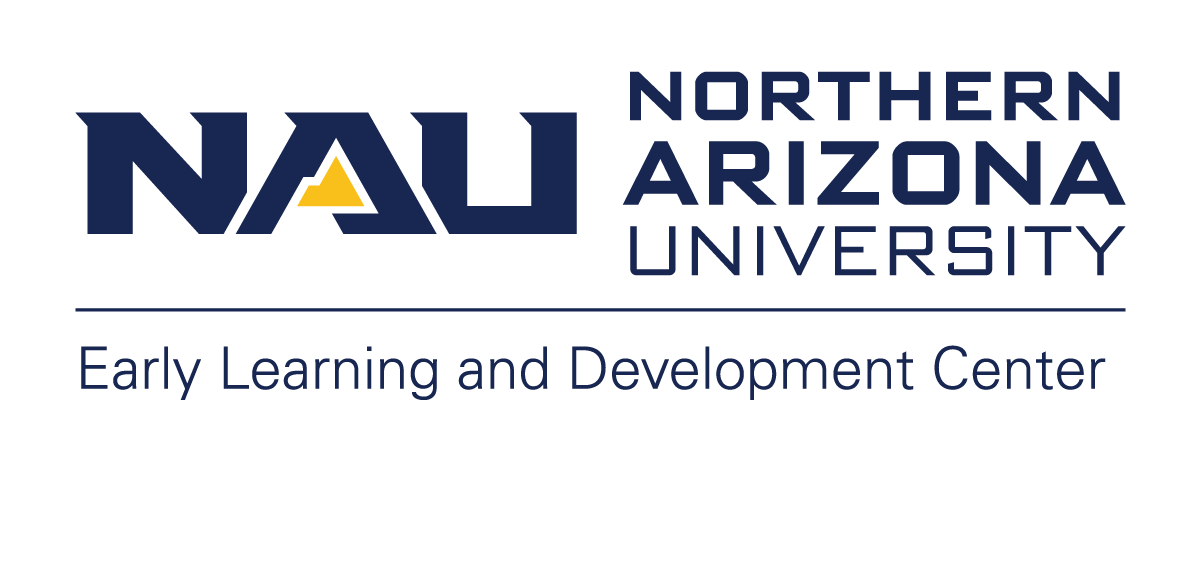 NAU
NORTHERN
ARIZONA
UNIVERSITY
Early Learning and Development Center